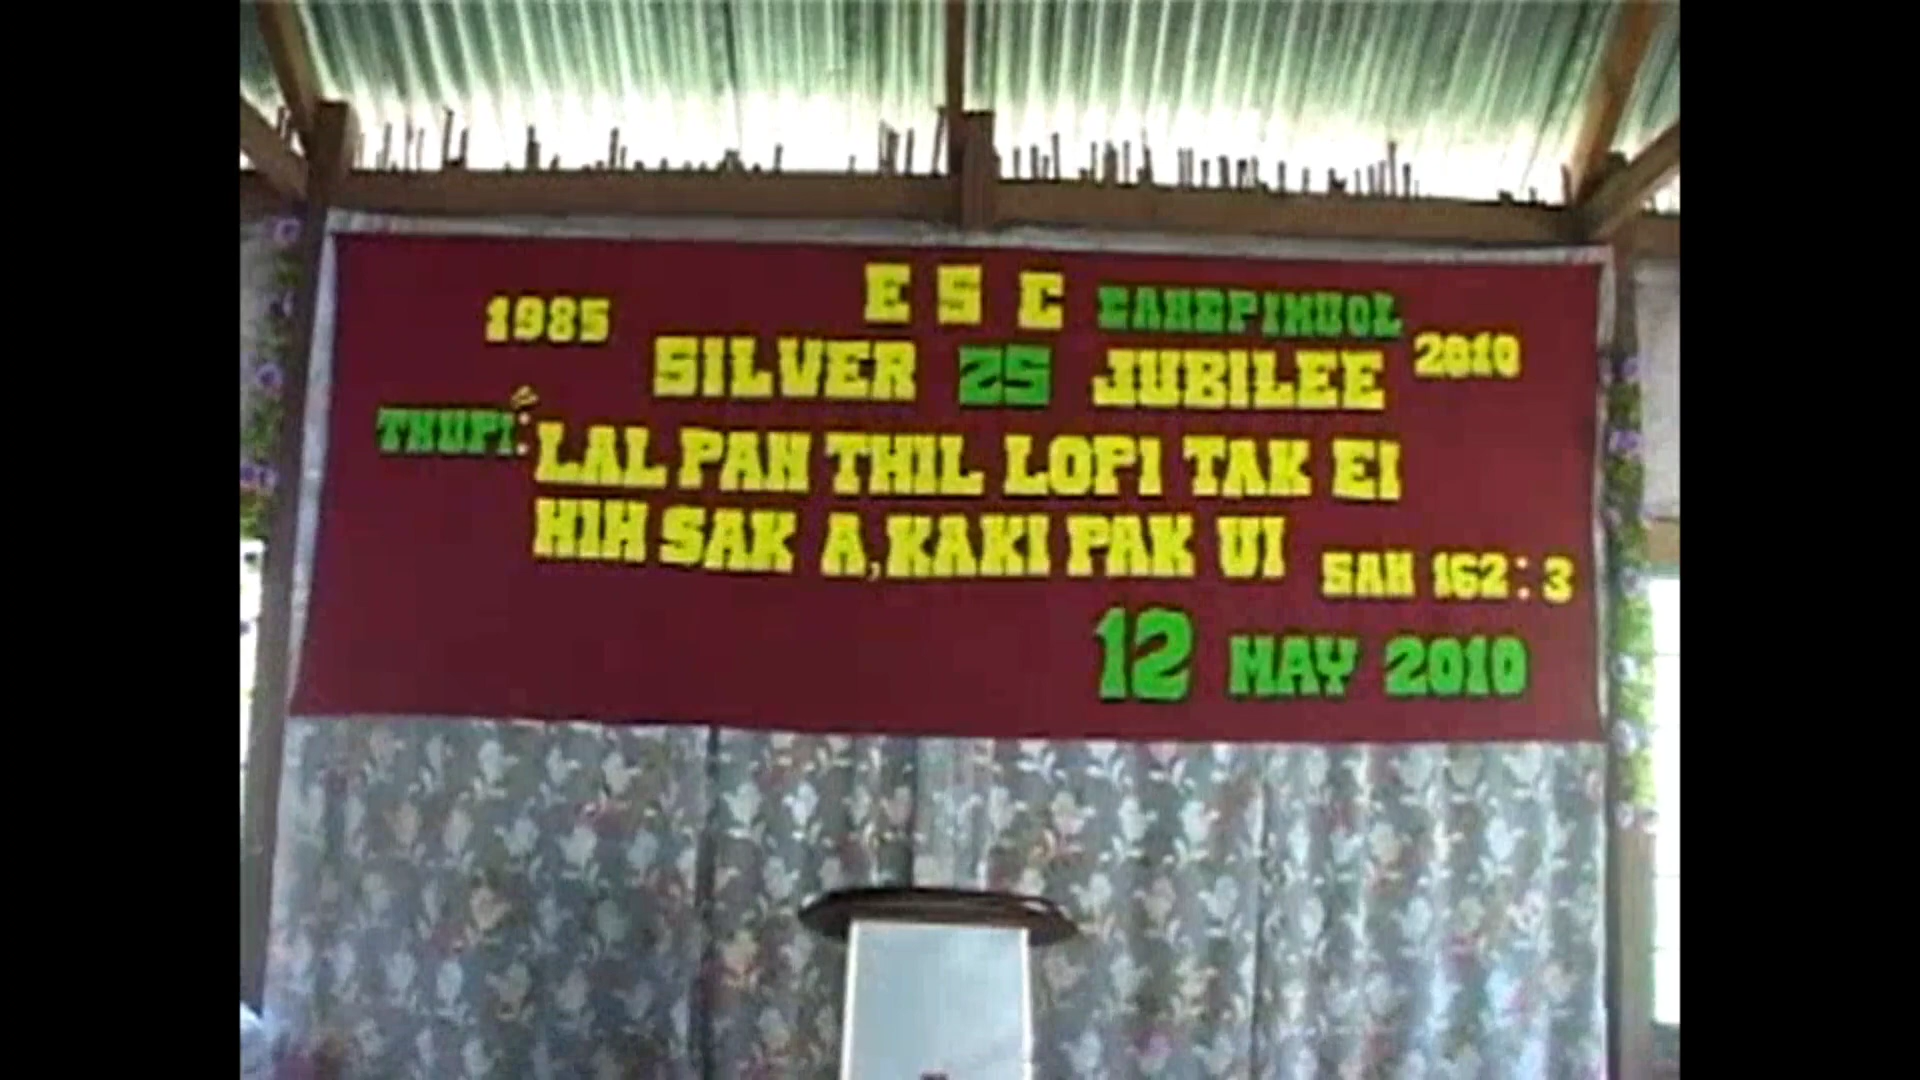 E S C
1985 SILVER 25 JUBILEE 2010
THUPI: LAL PAN THIL LOPI TAK EI
HIH SAK A, KAKI PAK UI SAH 162:3
12 MAY 2010